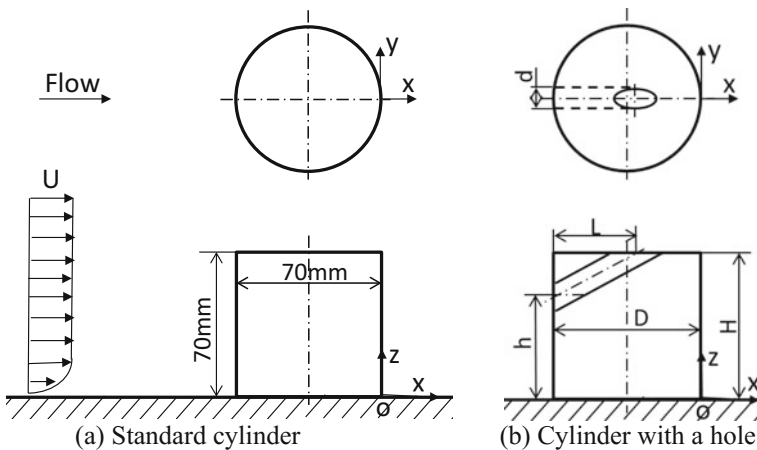 y
x
Flow
U
70mm
70mm
z
x
o
(a) Standard cylinder
d
y
x
L
D
H
h
z
x
o
(b) Cylinder with a hole